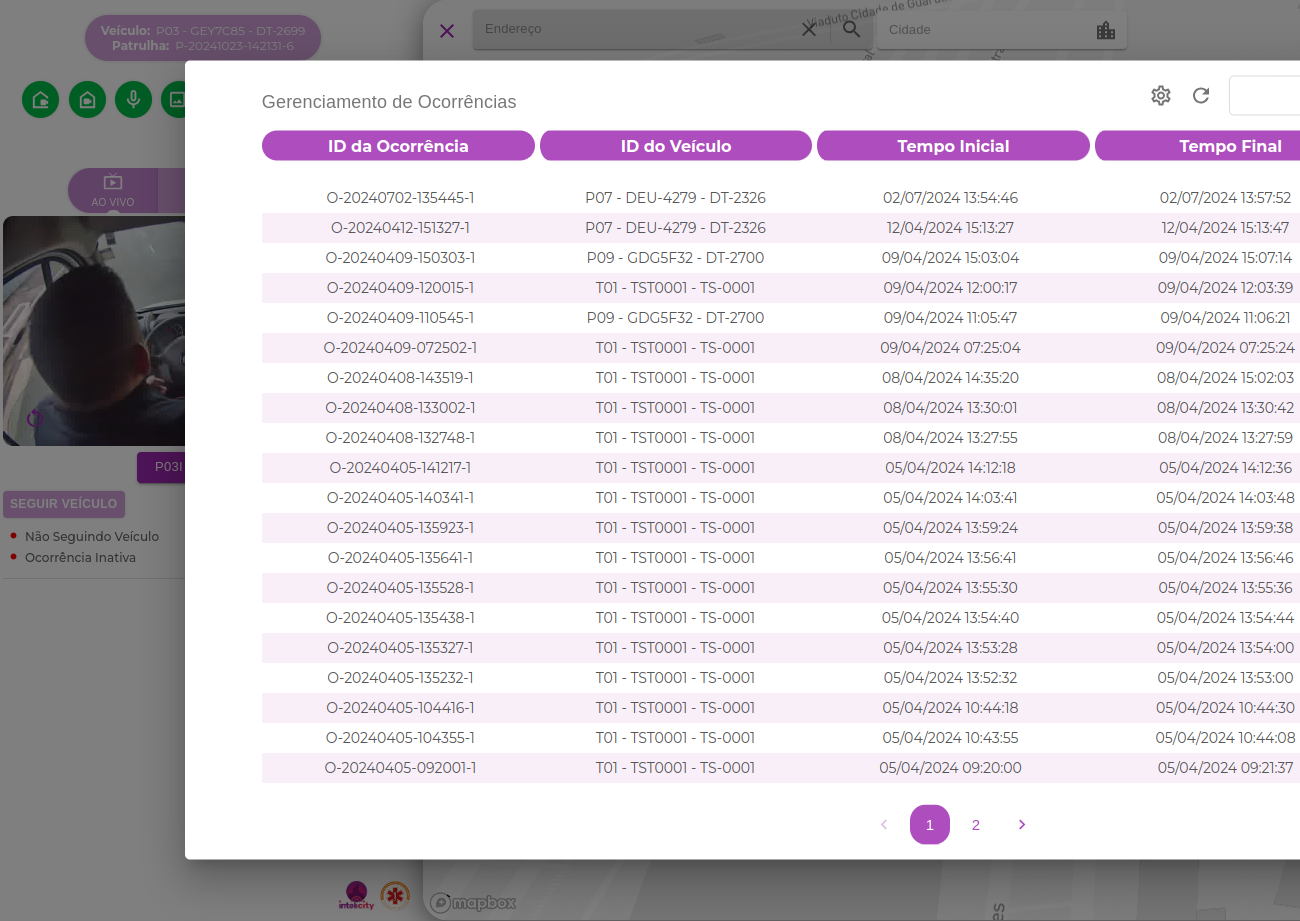 Veículo: P03 - GEY7C85 - DT-2699
Patrulha: P-20241023-142131-6
Endereço
Viaduto Cidade de Guaru
Cidade
AO VIVO
P03I
SEGUIR VEÍCULO
Não Seguindo Veículo
Ocorrência Inativa
Gerenciamento de Ocorrências
ID da Ocorrência ID do Veículo Tempo Inicial Tempo Final
O-20240702-135445-1 P07 - DEU-4279 - DT-2326 02/07/2024 13:54:46 02/07/2024 13:57:52
O-20240412-151327-1 P07 - DEU-4279 - DT-2326 12/04/2024 15:13:27 12/04/2024 15:13:47
O-20240409-150303-1 P09 - GDG5F32 - DT-2700 09/04/2024 15:03:04 09/04/2024 15:07:14
O-20240409-120015-1 T01 - TST0001 - TS-0001 09/04/2024 12:00:17 09/04/2024 12:03:39
O-20240409-110545-1 P09 - GDG5F32 - DT-2700 09/04/2024 11:05:47 09/04/2024 11:06:21
O-20240409-072502-1 T01 - TST0001 - TS-0001 09/04/2024 07:25:04 09/04/2024 07:25:24
O-20240408-143519-1 T01 - TST0001 - TS-0001 08/04/2024 14:35:20 08/04/2024 15:02:03
O-20240408-133002-1 T01 - TST0001 - TS-0001 08/04/2024 13:30:01 08/04/2024 13:30:42
O-20240408-132748-1 T01 - TST0001 - TS-0001 08/04/2024 13:27:55 08/04/2024 13:27:59
O-20240405-141217-1 T01 - TST0001 - TS-0001 05/04/2024 14:12:18 05/04/2024 14:12:36
O-20240405-140341-1 T01 - TST0001 - TS-0001 05/04/2024 14:03:41 05/04/2024 14:03:48
O-20240405-135923-1 T01 - TST0001 - TS-0001 05/04/2024 13:59:24 05/04/2024 13:59:38
O-20240405-135641-1 T01 - TST0001 - TS-0001 05/04/2024 13:56:41 05/04/2024 13:56:46
O-20240405-135528-1 T01 - TST0001 - TS-0001 05/04/2024 13:55:30 05/04/2024 13:55:36
O-20240405-135438-1 T01 - TST0001 - TS-0001 05/04/2024 13:54:40 05/04/2024 13:54:44
O-20240405-135327-1 T01 - TST0001 - TS-0001 05/04/2024 13:53:28 05/04/2024 13:54:00
O-20240405-135232-1 T01 - TST0001 - TS-0001 05/04/2024 13:52:32 05/04/2024 13:53:00
O-20240405-104416-1 T01 - TST0001 - TS-0001 05/04/2024 10:44:18 05/04/2024 10:44:30
O-20240405-104355-1 T01 - TST0001 - TS-0001 05/04/2024 10:43:55 05/04/2024 10:44:08
O-20240405-092001-1 T01 - TST0001 - TS-0001 05/04/2024 09:20:00 05/04/2024 09:21:37
1 2
intelicity
mapbox
es